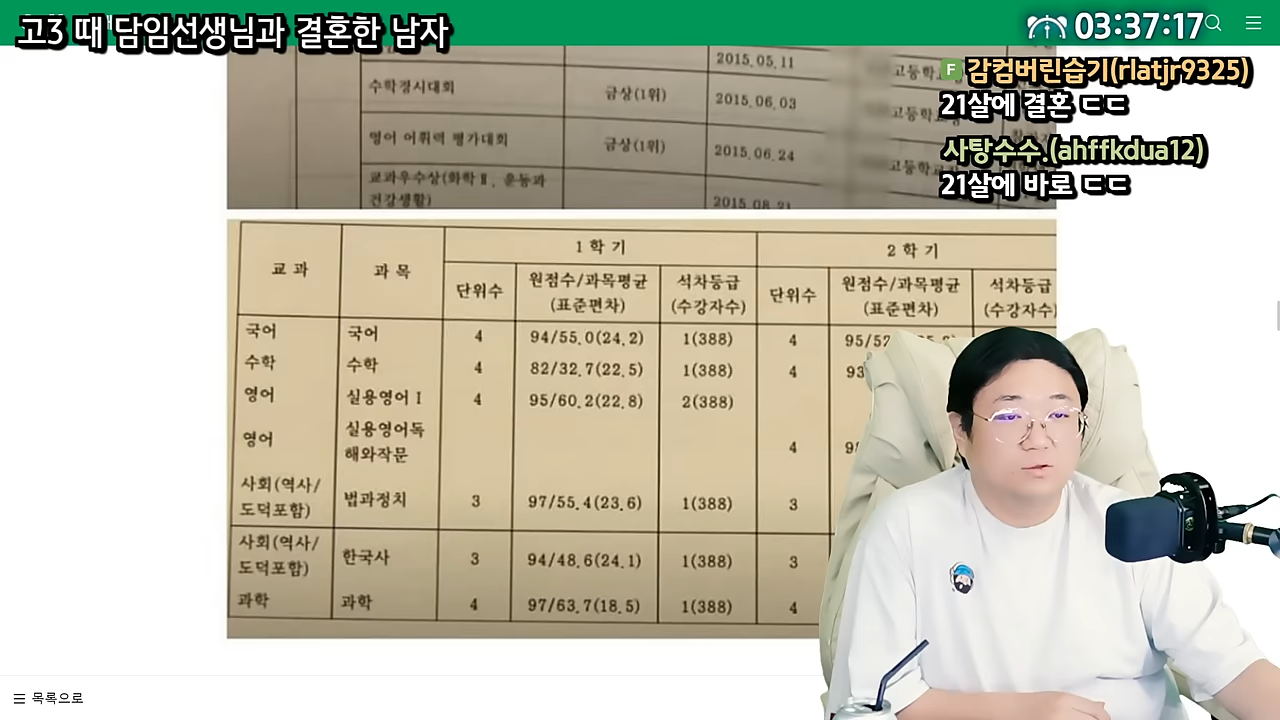 고3 때 담임선생님과 결혼한 남자
03:37:17
F 감컴버린습기(rlatjr9325)
21살에 결혼 ㄷㄷ
사탕수수.(ahffkdua12)
21살에 바로 ㄷㄷ
2015.05.11
수학경시대회 금상(1위) 2015.06.03
영어 어휘력 평가대회 금상(1위) 2015.06.24
교과우수상(화학Ⅱ, 운동과
건강생활) 2015.08.21
교 과 과 목 1 학 기 2 학 기
단위수 원점수/과목평균 (표준편차) 석차등급 (수강자수) 단위수 원점수/과목평균 (표준편차) 석차등급 (수강자수)
국어 국어 4 94/55.0(24.2) 1(388) 4
수학 수학 4 82/32.7(22.5) 1(388) 4
영어 실용영어Ⅰ 4 95/60.2(22.8) 2(388)
영어 실용영어독
해와작문 4
사회(역사/
도덕포함) 법과정치 3 97/55.4(23.6) 1(388) 3
사회(역사/
도덕포함) 한국사 3 94/48.6(24.1) 1(388) 3
과학 과학 4 97/63.7(18.5) 1(388) 4
목록으로